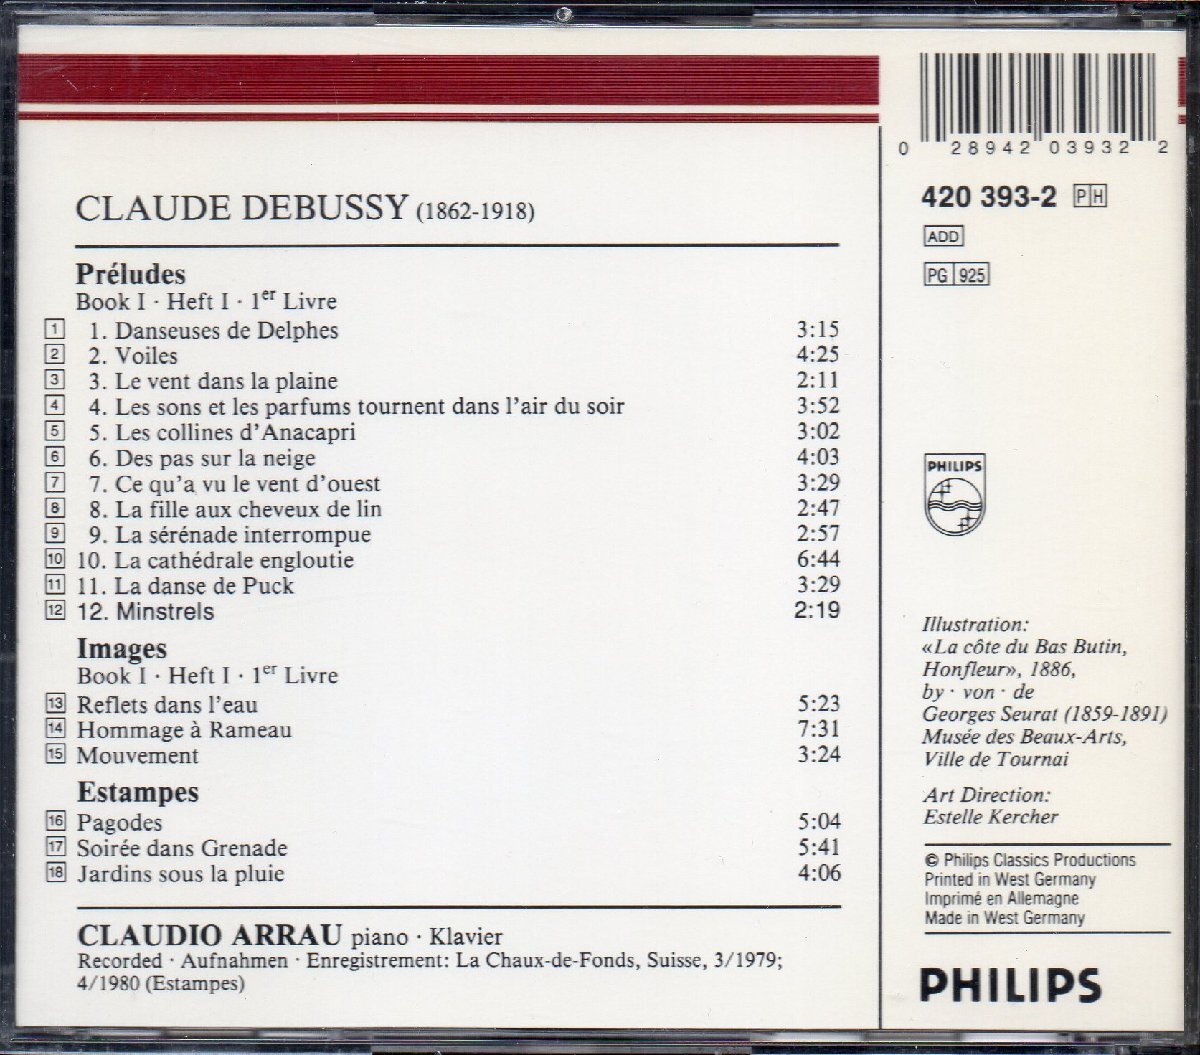 CLAUDE DEBUSSY (1862-1918)
Préludes
Book I · Heft I · 1er Livre
1 1. Danseuses de Delphes 3:15
2 2. Voiles 4:25
3 3. Le vent dans la plaine 2:11
4 4. Les sons et les parfums tournent dans l'air du soir 3:52
5 5. Les collines d'Anacapri 3:02
6 6. Des pas sur la neige 4:03
7 7. Ce qu'a vu le vent d'ouest 3:29
8 8. La fille aux cheveux de lin 2:47
9 9. La sérénade interrompue 2:57
10 10. La cathédrale engloutie 6:44
11 11. La danse de Puck 3:29
12 12. Minstrels 2:19
Images
Book I · Heft I · 1er Livre
13 Reflets dans l'eau 5:23
14 Hommage à Rameau 7:31
15 Mouvement 3:24
Estampes
16 Pagodes 5:04
17 Soirée dans Grenade 5:41
18 Jardins sous la pluie 4:06
CLAUDIO ARRAU piano · Klavier
Recorded · Aufnahmen · Enregistrement: La Chaux-de-Fonds, Suisse, 3/1979;
4/1980 (Estampes)
0 28942 03932 2
420 393-2 PH
ADD
PG 925
PHILIPS
Illustration:
«La côte du Bas Butin,
Honfleur», 1886,
by · von · de
Georges Seurat (1859-1891)
Musée des Beaux-Arts,
Ville de Tournai
Art Direction:
Estelle Kercher
© Philips Classics Productions
Printed in West Germany
Imprimé en Allemagne
Made in West Germany
PHILIPS